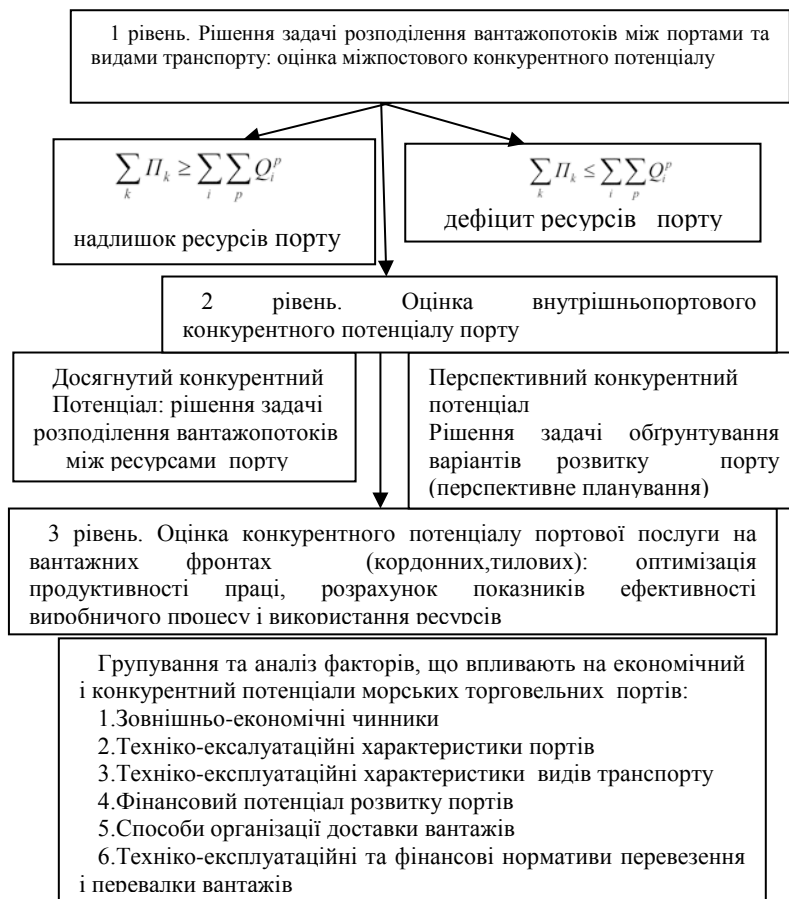 1 рівень. Рішення задачі розподілення вантажопотоків між портами та
видами транспорту: оцінка міжпостового конкурентного потенціалу
∑_k П_k ≥ ∑_i ∑_p Q_i^p
надлишок ресурсів порту
∑_k П_k ≤ ∑_i ∑_p Q_i^p
дефіцит ресурсів порту
2 рівень. Оцінка внутрішньопортового
конкурентного потенціалу порту
Досягнутий конкурентний
Потенціал: рішення задачі
розподілення вантажопотоків
між ресурсами порту
Перспективний конкурентний
потенціал
Рішення задачі обґрунтування
варіантів розвитку порту
(перспективне планування)
3 рівень. Оцінка конкурентного потенціалу портової послуги на
вантажних фронтах (кордонних,тилових): оптимізація
продуктивності праці, розрахунок показників ефективності
виробничого процесу і використання ресурсів
Групування та аналіз факторів, що впливають на економічний
і конкурентний потенціали морських торговельних портів:
1.Зовнішньо-економічні чинники
2.Техніко-ексалуатаційні характеристики портів
3.Техніко-експлуатаційні характеристики видів транспорту
4.Фінансовий потенціал розвитку портів
5.Способи організації доставки вантажів
6.Техніко-експлуатаційні та фінансові нормативи перевезення
і перевалки вантажів